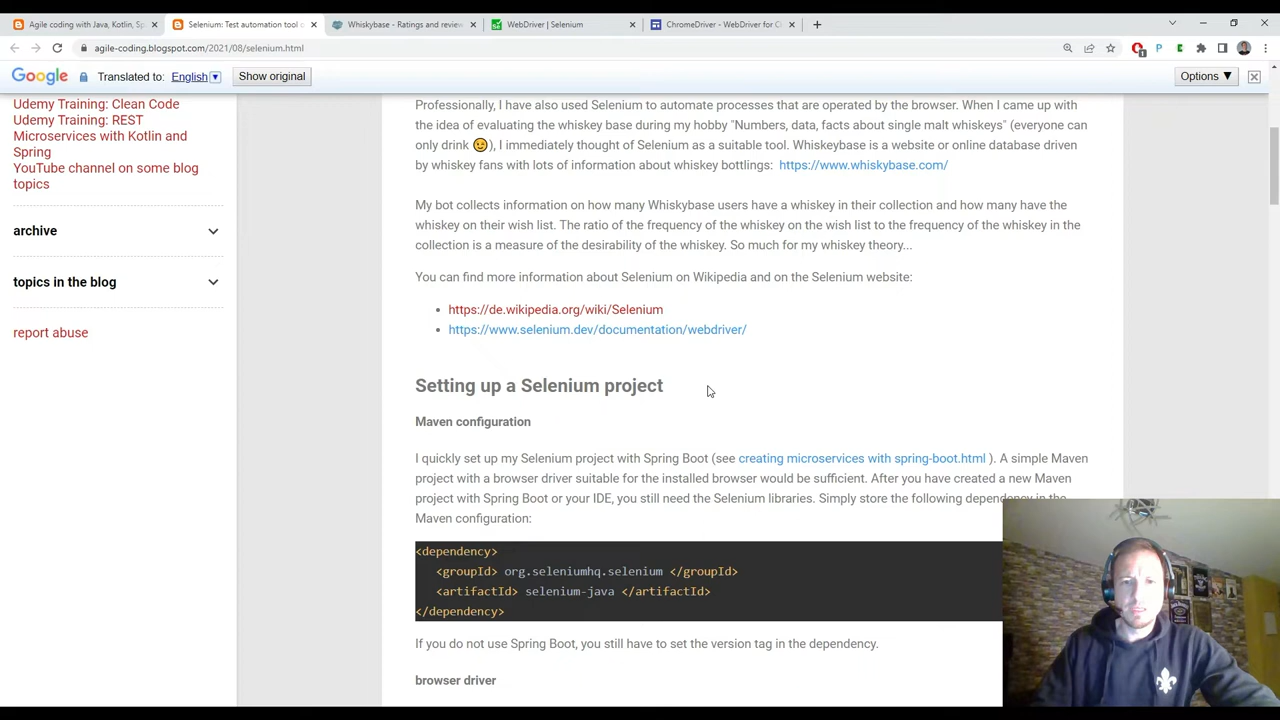 Agile coding with Java, Kotlin, Sp
Selenium: Test automation tool o
Whiskybase - Ratings and review
WebDriver | Selenium
ChromeDriver - WebDriver for C
agile-coding.blogspot.com/2021/08/selenium.html
Google Translated to: English Show original Options ▼
Udemy Training: Clean Code
Udemy Training: REST
Microservices with Kotlin and
Spring
YouTube channel on some blog
topics
archive
topics in the blog
report abuse
Professionally, I have also used Selenium to automate processes that are operated by the browser. When I came up with
the idea of evaluating the whiskey base during my hobby "Numbers, data, facts about single malt whiskeys" (everyone can
only drink 😉), I immediately thought of Selenium as a suitable tool. Whiskeybase is a website or online database driven
by whiskey fans with lots of information about whiskey bottlings: https://www.whiskybase.com/
My bot collects information on how many Whiskybase users have a whiskey in their collection and how many have the
whiskey on their wish list. The ratio of the frequency of the whiskey on the wish list to the frequency of the whiskey in the
collection is a measure of the desirability of the whiskey. So much for my whiskey theory...
You can find more information about Selenium on Wikipedia and on the Selenium website:
• https://de.wikipedia.org/wiki/Selenium
• https://www.selenium.dev/documentation/webdriver/
Setting up a Selenium project
Maven configuration
I quickly set up my Selenium project with Spring Boot (see creating microservices with spring-boot.html ). A simple Maven
project with a browser driver suitable for the installed browser would be sufficient. After you have created a new Maven
project with Spring Boot or your IDE, you still need the Selenium libraries. Simply store the following dependency in the
Maven configuration:
<dependency>
<groupId> org.seleniumhq.selenium </groupId>
<artifactId> selenium-java </artifactId>
</dependency>
If you do not use Spring Boot, you still have to set the version tag in the dependency.
browser driver